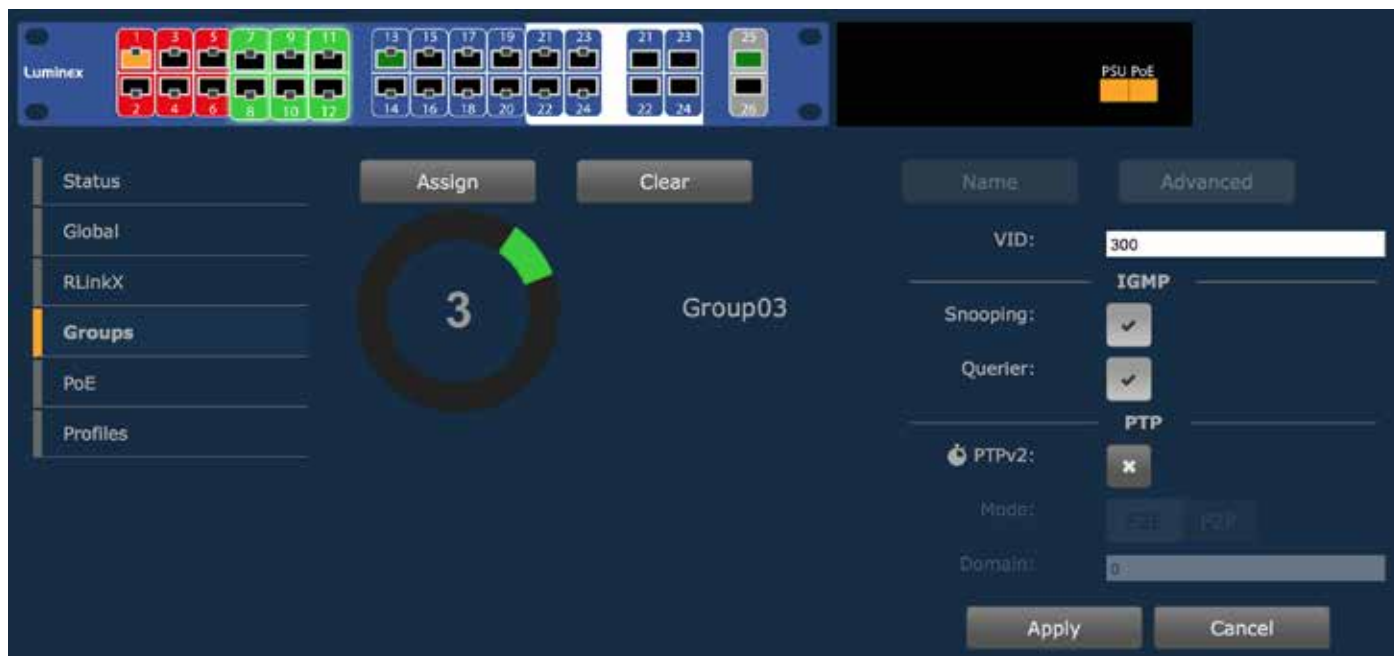 1 3 5 7 9 11 13 15 17 19 21 23 21 23 25
Luminex
PSU PoE
2 4 6 8 10 12 14 16 18 20 22 24 22 24 26
Status
Assign
Clear
Name
Advanced
Global
VID: 300
RLinkX
IGMP
3
Group03
Snooping:
Groups
Querier:
PoE
PTP
Profiles
PTPv2:
Mode: P2P
Domain: 0
Apply
Cancel